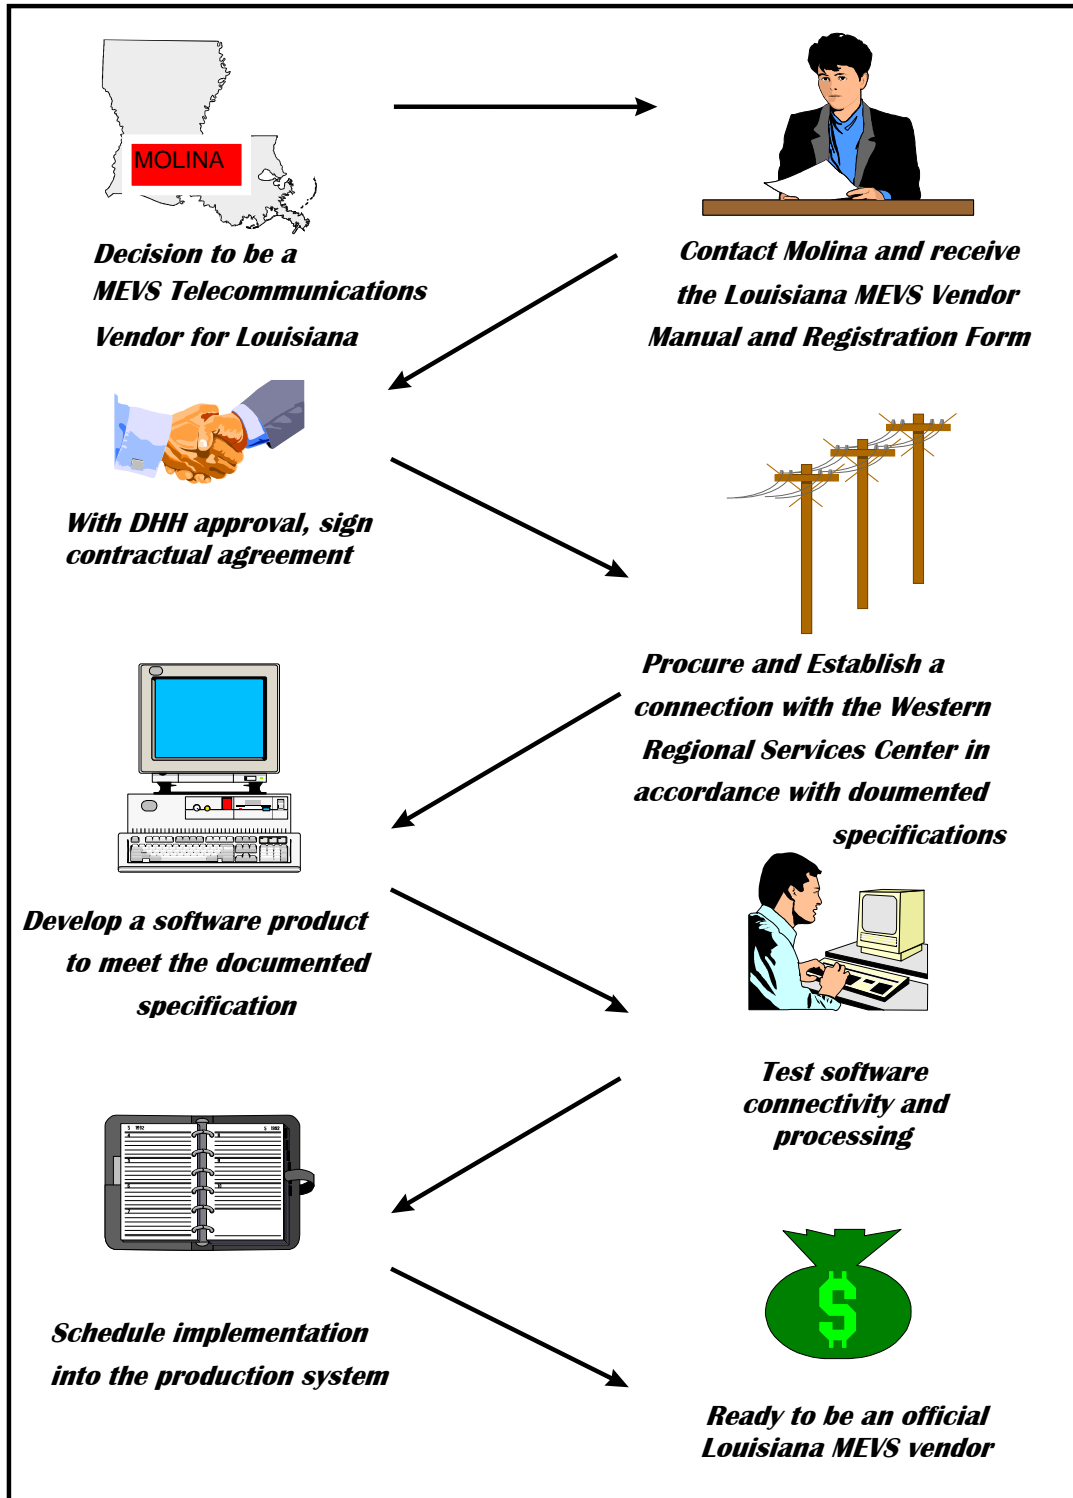 MOLINA
Decision to be a
MEVS Telecommunications
Vendor for Louisiana
Contact Molina and receive
the Louisiana MEVS Vendor
Manual and Registration Form
With DHH approval, sign
contractual agreement
Procure and Establish a
connection with the Western
Regional Services Center in
accordance with doumented
specifications
Develop a software product
to meet the documented
specification
Test software
connectivity and
processing
Schedule implementation
into the production system
$
Ready to be an official
Louisiana MEVS vendor